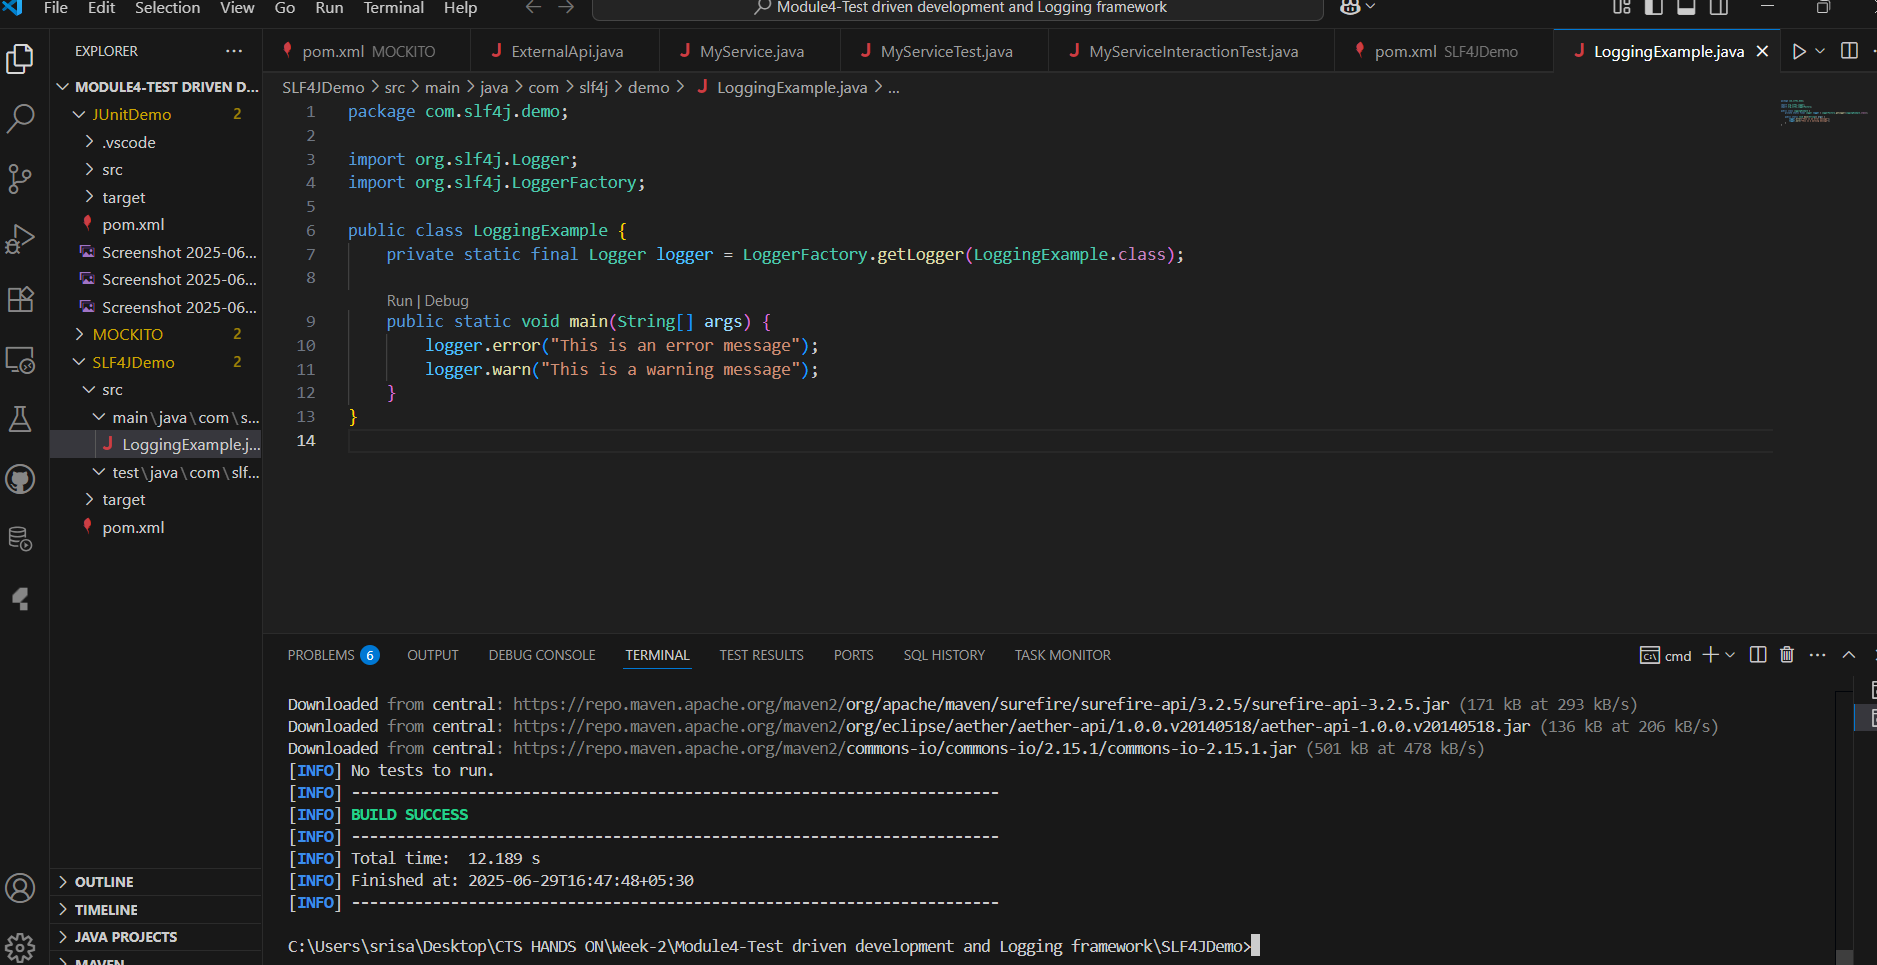 File Edit Selection View Go Run Terminal Help
Module4-Test driven development and Logging framework
EXPLORER
MODULE4-TEST DRIVEN D...
JUnitDemo 2
.vscode
src
target
pom.xml
Screenshot 2025-06...
Screenshot 2025-06...
Screenshot 2025-06...
MOCKITO 2
SLF4JDemo 2
src
main\java\com\s...
LoggingExample.j...
test\java\com\slf...
target
pom.xml
OUTLINE
TIMELINE
JAVA PROJECTS
MAVEN
pom.xml MOCKITO ExternalApi.java MyService.java MyServiceTest.java MyServiceInteractionTest.java pom.xml SLF4JDemo LoggingExample.java
SLF4JDemo > src > main > java > com > slf4j > demo > LoggingExample.java > ...
1 package com.slf4j.demo;
2
3 import org.slf4j.Logger;
4 import org.slf4j.LoggerFactory;
5
6 public class LoggingExample {
7 private static final Logger logger = LoggerFactory.getLogger(LoggingExample.class);
8
Run | Debug
9 public static void main(String[] args) {
10 logger.error("This is an error message");
11 logger.warn("This is a warning message");
12 }
13 }
14
PROBLEMS 6 OUTPUT DEBUG CONSOLE TERMINAL TEST RESULTS PORTS SQL HISTORY TASK MONITOR cmd
Downloaded from central: https://repo.maven.apache.org/maven2/org/apache/maven/surefire/surefire-api/3.2.5/surefire-api-3.2.5.jar (171 kB at 293 kB/s)
Downloaded from central: https://repo.maven.apache.org/maven2/org/eclipse/aether/aether-api/1.0.0.v20140518/aether-api-1.0.0.v20140518.jar (136 kB at 206 kB/s)
Downloaded from central: https://repo.maven.apache.org/maven2/commons-io/commons-io/2.15.1/commons-io-2.15.1.jar (501 kB at 478 kB/s)
[INFO] No tests to run.
[INFO] ------------------------------------------------------------------------
[INFO] BUILD SUCCESS
[INFO] ------------------------------------------------------------------------
[INFO] Total time:  12.189 s
[INFO] Finished at: 2025-06-29T16:47:48+05:30
[INFO] ------------------------------------------------------------------------
C:\Users\srisa\Desktop\CTS HANDS ON\Week-2\Module4-Test driven development and Logging framework\SLF4JDemo>